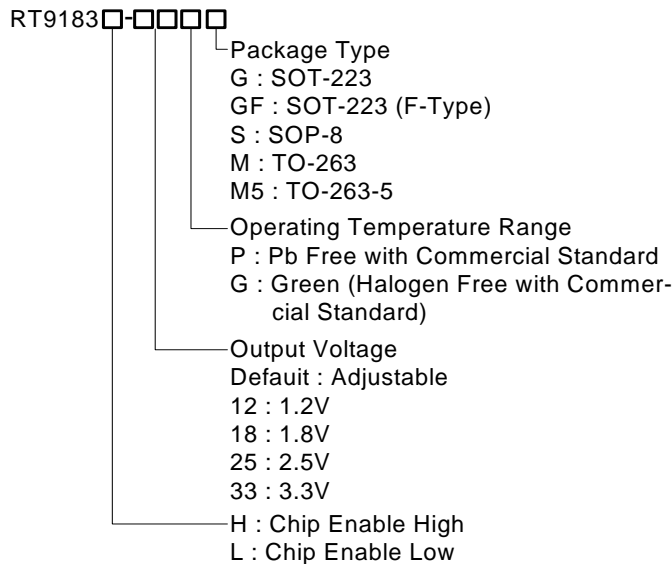 RT9183□-□□□□
Package Type
G : SOT-223
GF : SOT-223 (F-Type)
S : SOP-8
M : TO-263
M5 : TO-263-5
Operating Temperature Range
P : Pb Free with Commercial Standard
G : Green (Halogen Free with Commer-
cial Standard)
Output Voltage
Defauit : Adjustable
12 : 1.2V
18 : 1.8V
25 : 2.5V
33 : 3.3V
H : Chip Enable High
L : Chip Enable Low